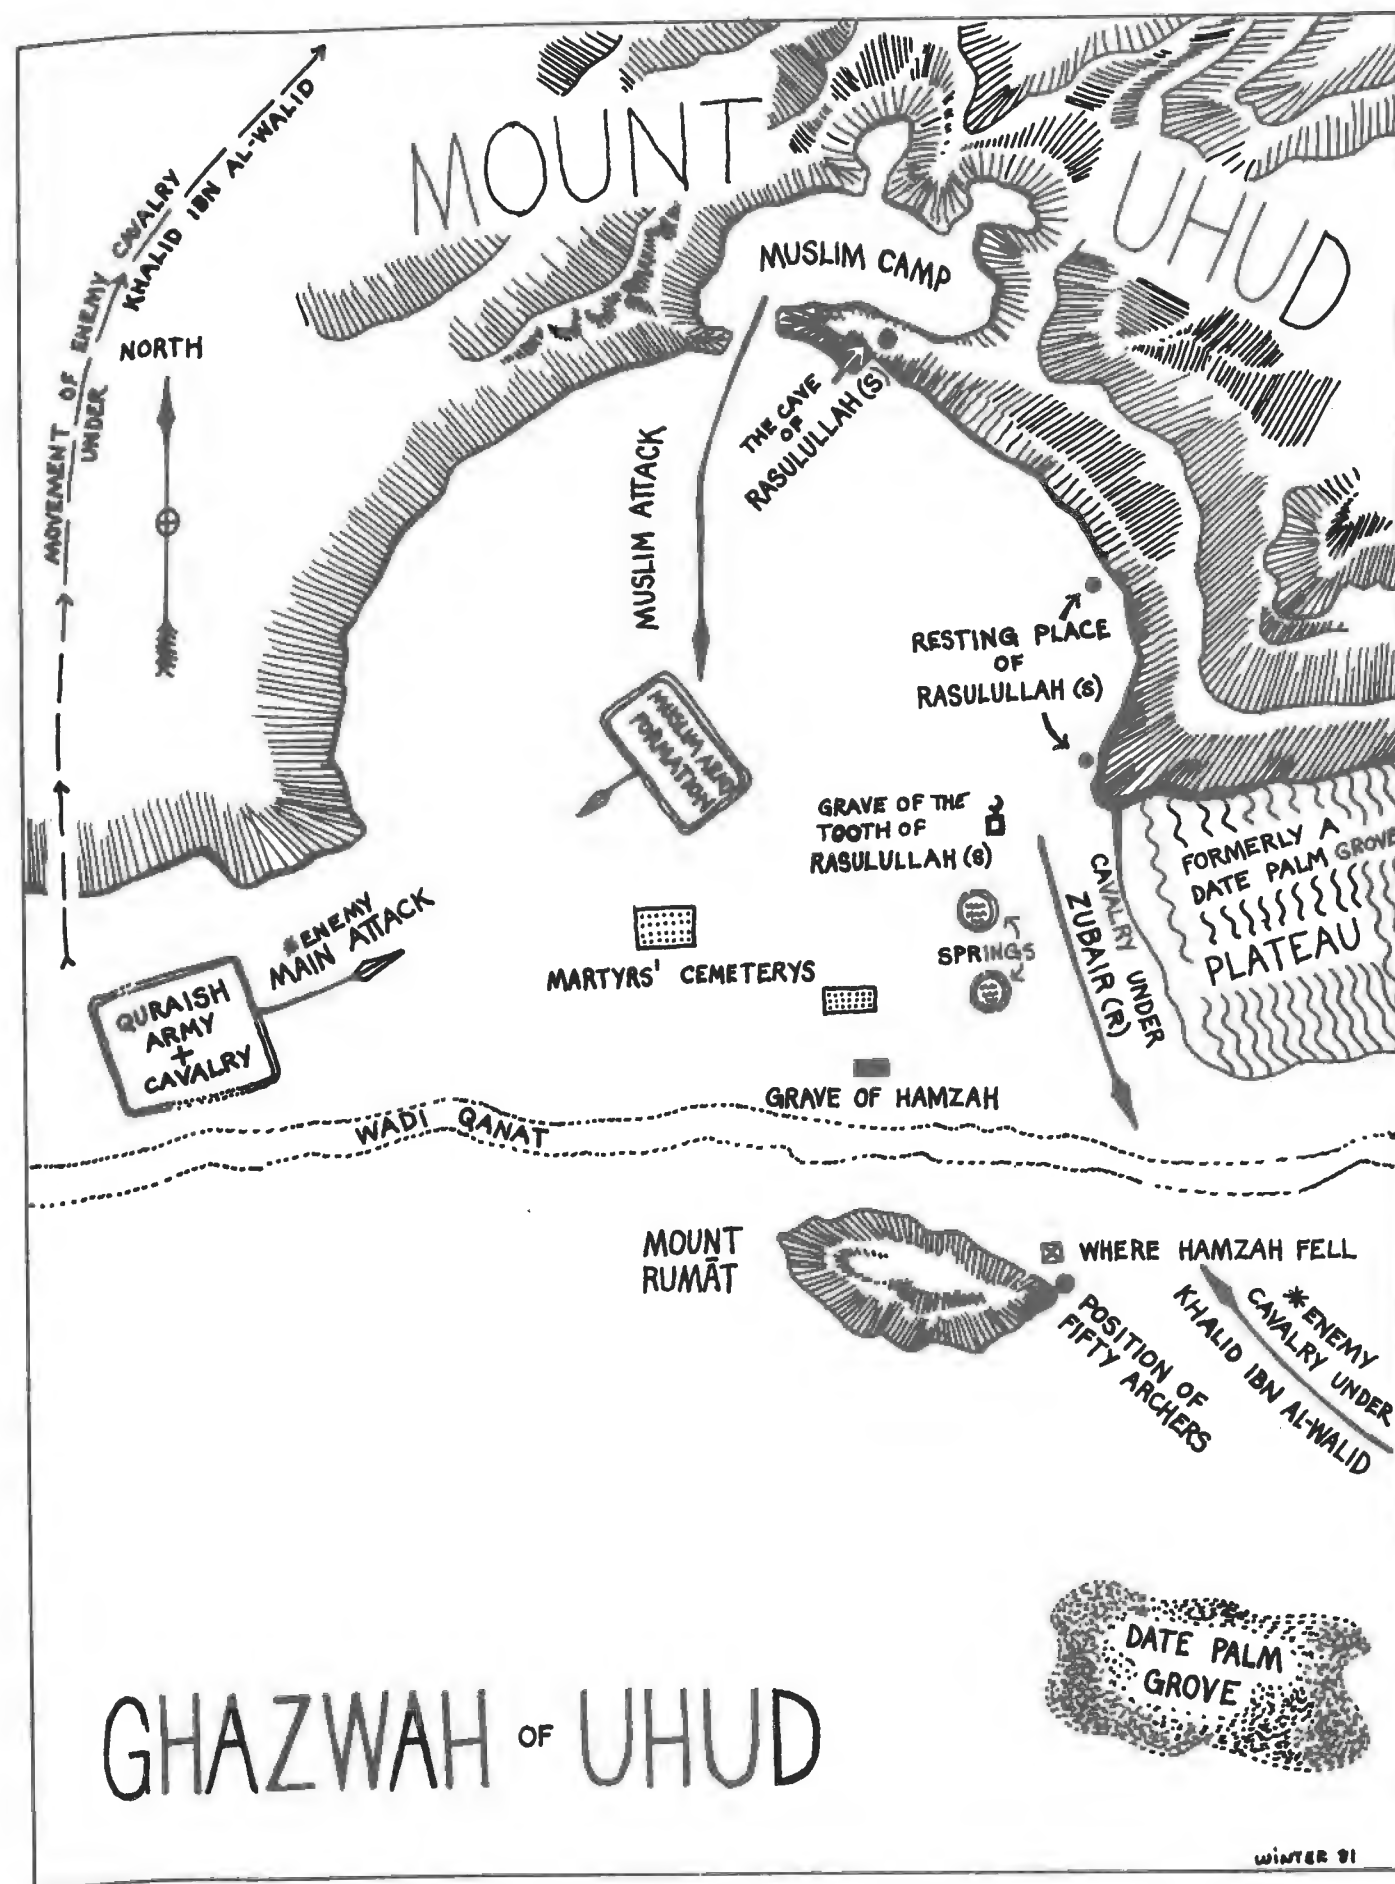 MOUNT
UHUD
MOVEMENT OF ENEMY CAVALRY
UNDER KHALID IBN AL-WALID
NORTH
MUSLIM CAMP
THE CAVE
OF
RASULULLAH (S)
MUSLIM ATTACK
RESTING PLACE
OF
RASULULLAH (S)
MUSLIM ARMY
FORMATION
GRAVE OF THE
TOOTH OF
RASULULLAH (S)
FORMERLY A
DATE PALM GROVE
PLATEAU
CAVALRY UNDER
ZUBAIR (R)
*ENEMY
MAIN ATTACK
QURAISH
ARMY
+
CAVALRY
MARTYRS' CEMETERYS
SPRINGS
GRAVE OF HAMZAH
WADI QANAT
MOUNT
RUMĀT
WHERE HAMZAH FELL
POSITION OF
FIFTY ARCHERS
*ENEMY
CAVALRY UNDER
KHALID IBN AL-WALID
DATE PALM
GROVE
GHAZWAH OF UHUD
WINTER 81